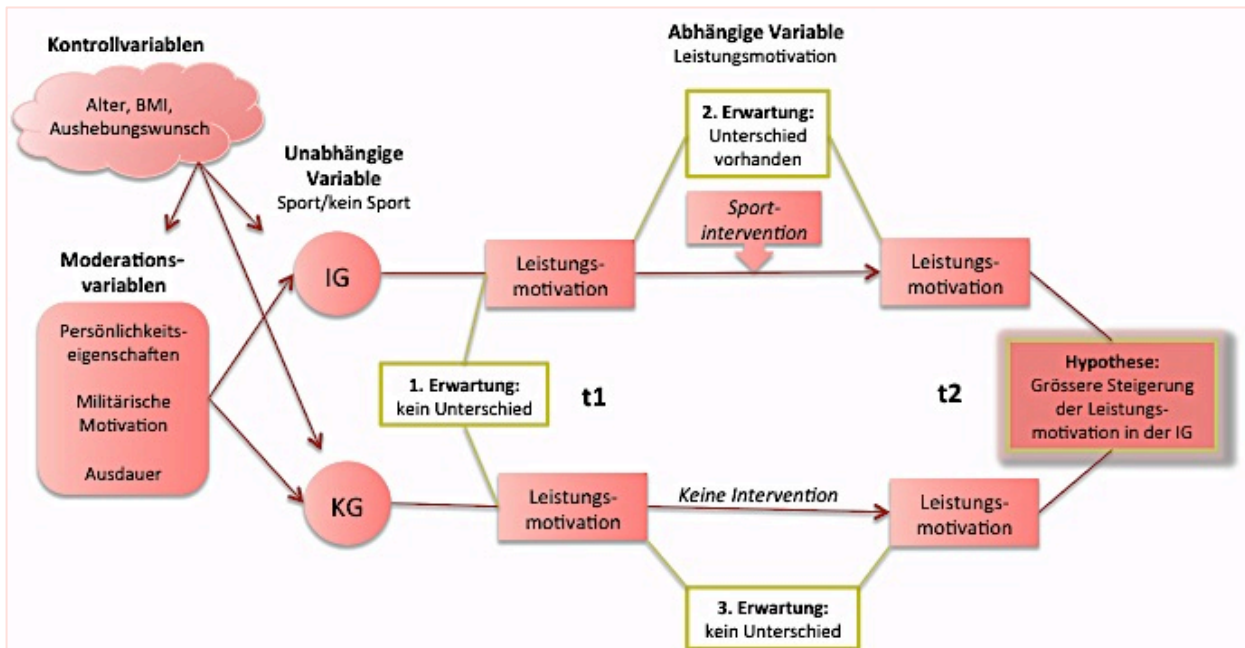 Kontrollvariablen
Alter, BMI,
Aushebungswunsch
Unabhängige
Variable
Sport/kein Sport
Abhängige Variable
Leistungsmotivation
2. Erwartung:
Unterschied
vorhanden
Sport-
intervention
Moderations-
variablen
Persönlichkeits-
eigenschaften
Militärische
Motivation
Ausdauer
IG
Leistungs-
motivation
Leistungs-
motivation
1. Erwartung:
kein Unterschied
t1
t2
Hypothese:
Grössere Steigerung
der Leistungs-
motivation in der IG
KG
Leistungs-
motivation
Keine Intervention
Leistungs-
motivation
3. Erwartung:
kein Unterschied